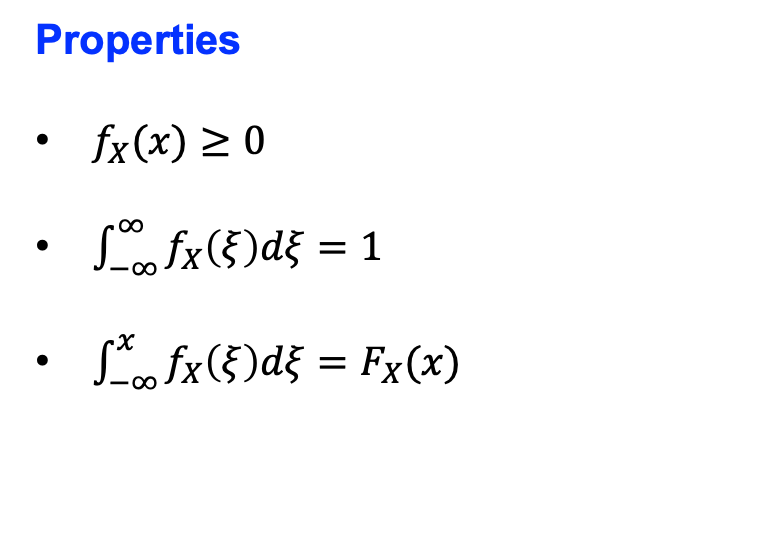 Properties
• f_X(x) ≥ 0
• ∫_{-∞}^{∞} f_X(ξ)dξ = 1
• ∫_{-∞}^{x} f_X(ξ)dξ = F_X(x)